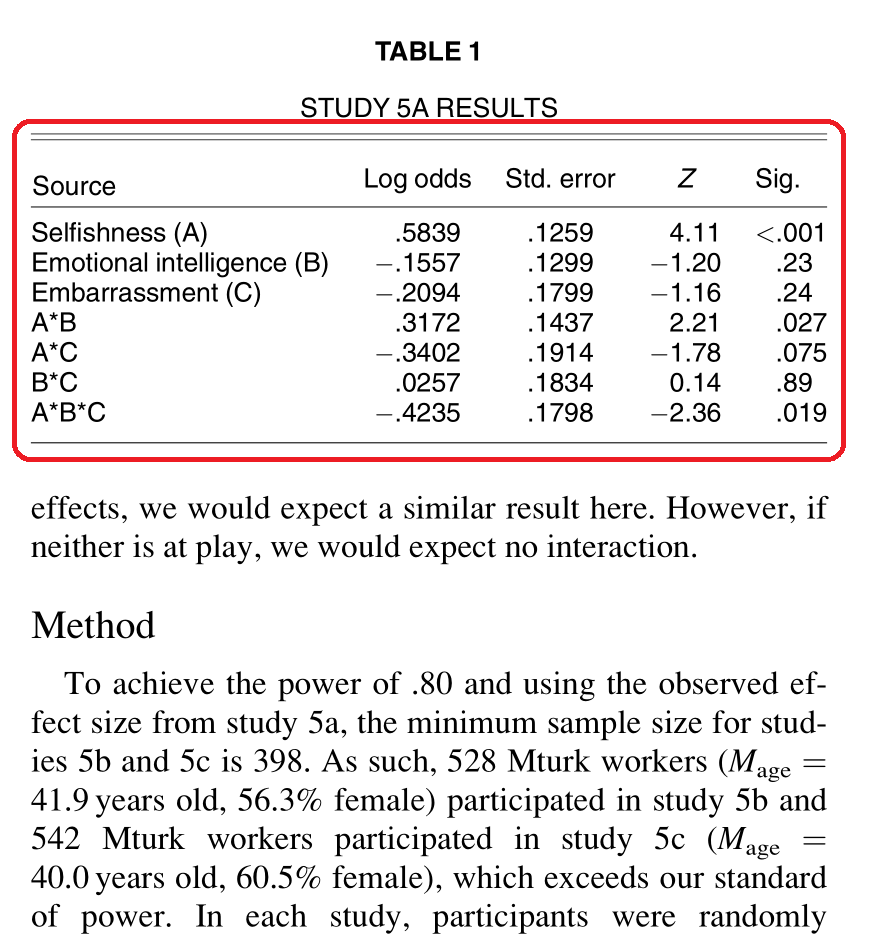 TABLE 1
STUDY 5A RESULTS
Source Log odds Std. error Z Sig.
Selfishness (A) .5839 .1259 4.11 <.001
Emotional intelligence (B) −.1557 .1299 −1.20 .23
Embarrassment (C) −.2094 .1799 −1.16 .24
A*B .3172 .1437 2.21 .027
A*C −.3402 .1914 −1.78 .075
B*C .0257 .1834 0.14 .89
A*B*C −.4235 .1798 −2.36 .019
effects, we would expect a similar result here. However, if
neither is at play, we would expect no interaction.
Method
To achieve the power of .80 and using the observed ef-
fect size from study 5a, the minimum sample size for stud-
ies 5b and 5c is 398. As such, 528 Mturk workers (Mage =
41.9 years old, 56.3% female) participated in study 5b and
542 Mturk workers participated in study 5c (Mage =
40.0 years old, 60.5% female), which exceeds our standard
of power. In each study, participants were randomly